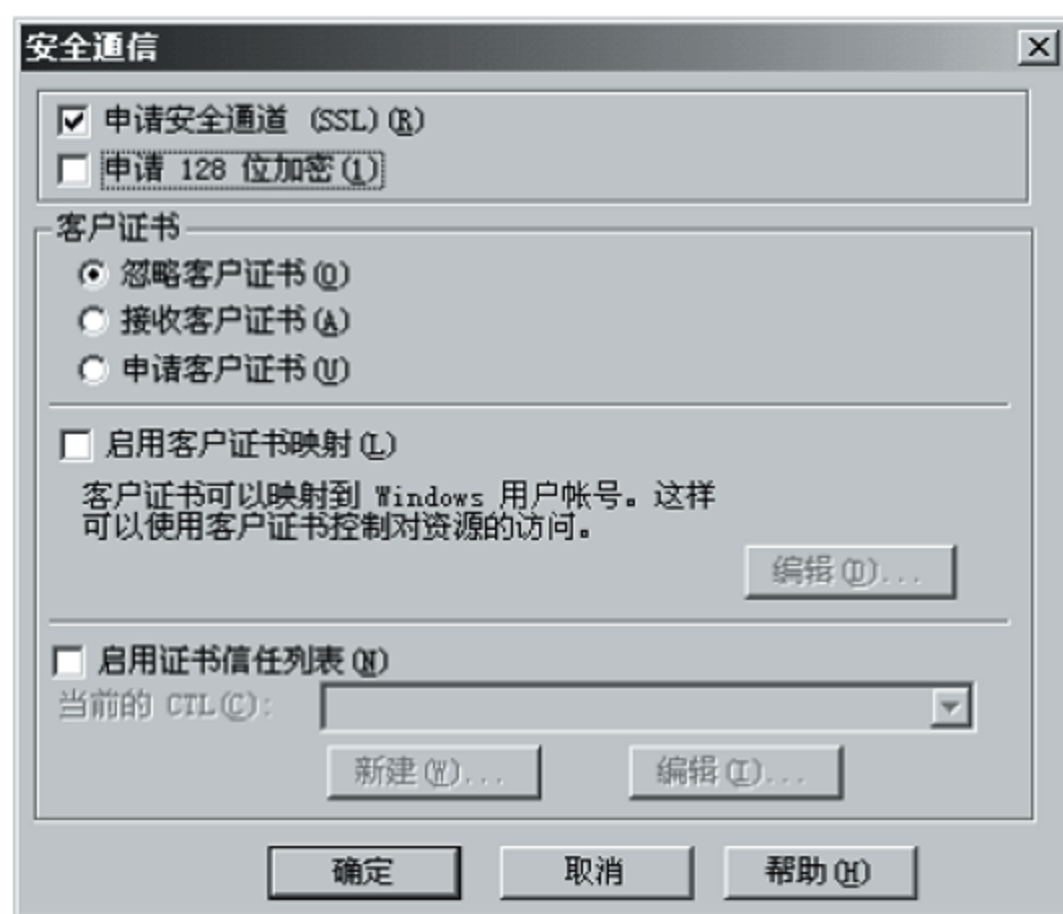 安全通信
申请安全通道 (SSL)(R)
申请 128 位加密(1)
客户证书
忽略客户证书(O)
接收客户证书(A)
申请客户证书(U)
启用客户证书映射(L)
客户证书可以映射到 Windows 用户帐号。这样
可以使用客户证书控制对资源的访问。
编辑(D)...
启用证书信任列表(N)
当前的 CTL(C):
新建(W)...
编辑(I)...
确定
取消
帮助(H)